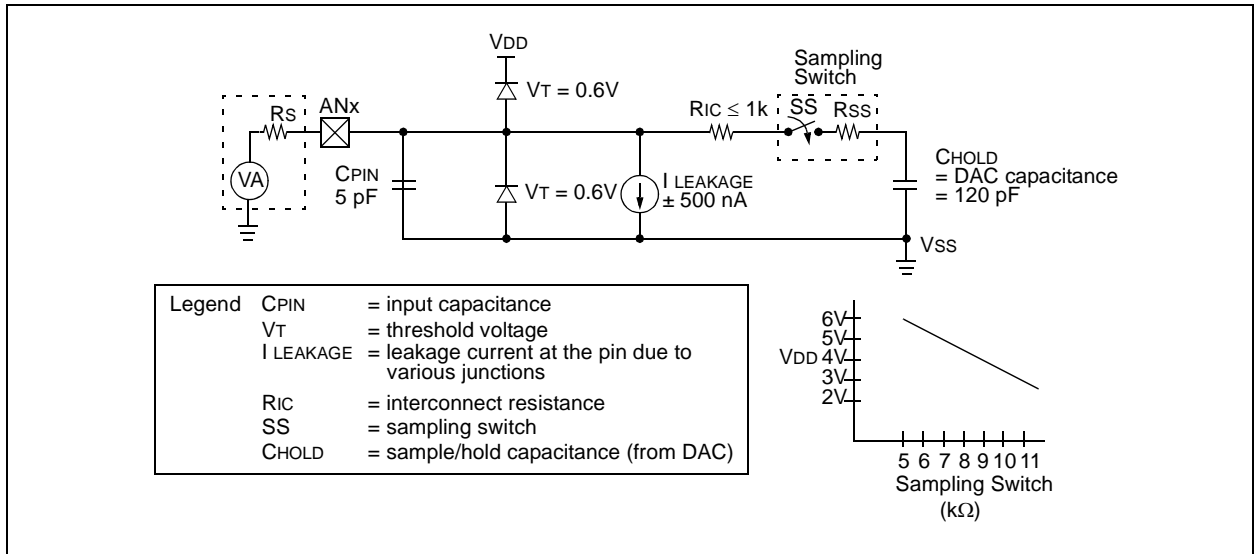 VDD
Sampling
Switch
VT = 0.6V
RS
ANx
RIC ≤ 1k
SS
RSS
VA
CPIN
5 pF
VT = 0.6V
I LEAKAGE
± 500 nA
CHOLD
= DAC capacitance
= 120 pF
VSS
Legend CPIN = input capacitance
VT = threshold voltage
I LEAKAGE = leakage current at the pin due to
various junctions
RIC = interconnect resistance
SS = sampling switch
CHOLD = sample/hold capacitance (from DAC)
6V
5V
VDD 4V
3V
2V
5 6 7 8 9 10 11
Sampling Switch
(kΩ)